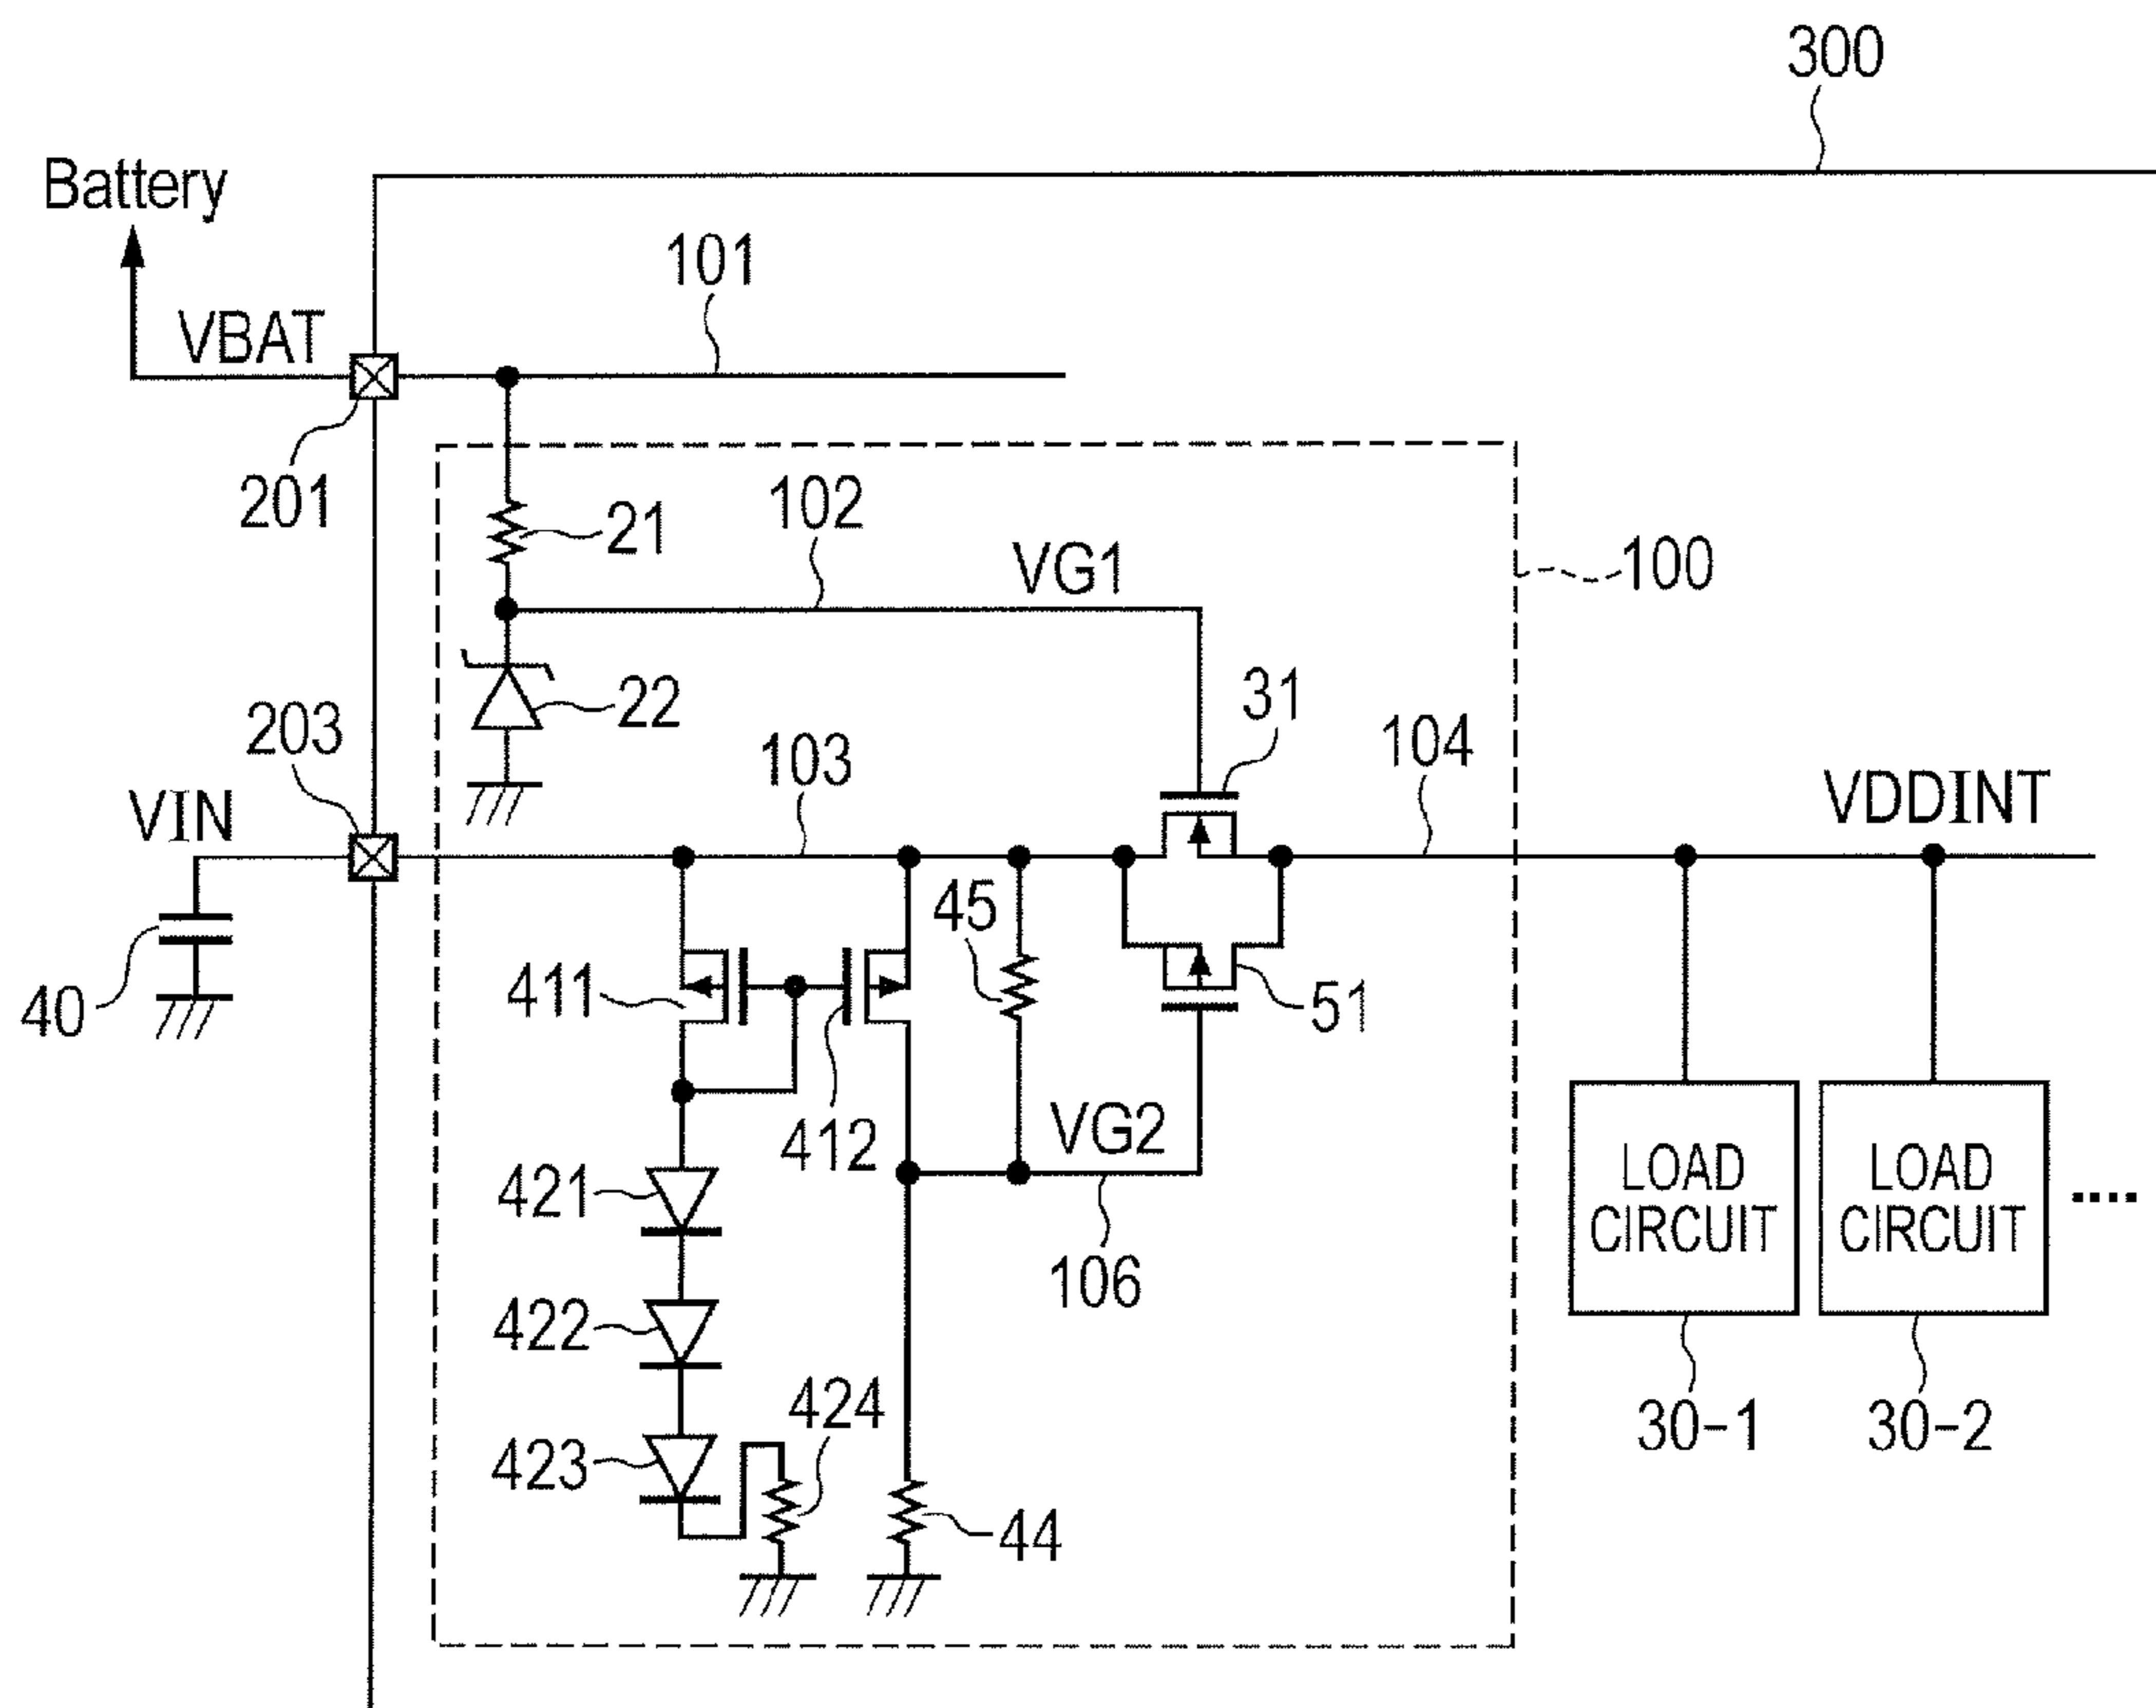 300
Battery
101
VBAT
201
21
102
VG1
100
22
31
203
103
104
VIN
VDDINT
45
411
51
40
412
VG2
421
LOAD
CIRCUIT
LOAD
CIRCUIT
....
106
422
424
30-1
30-2
423
44